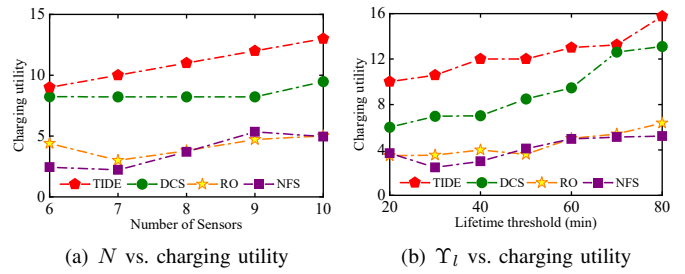 15
10
5
0
Charging utility
TIDE DCS RO NFS
6 7 8 9 10
Number of Sensors
(a) N vs. charging utility
16
12
8
4
0
Charging utility
TIDE DCS RO NFS
20 30 40 50 60 70 80
Lifetime threshold (min)
(b) ϒl vs. charging utility